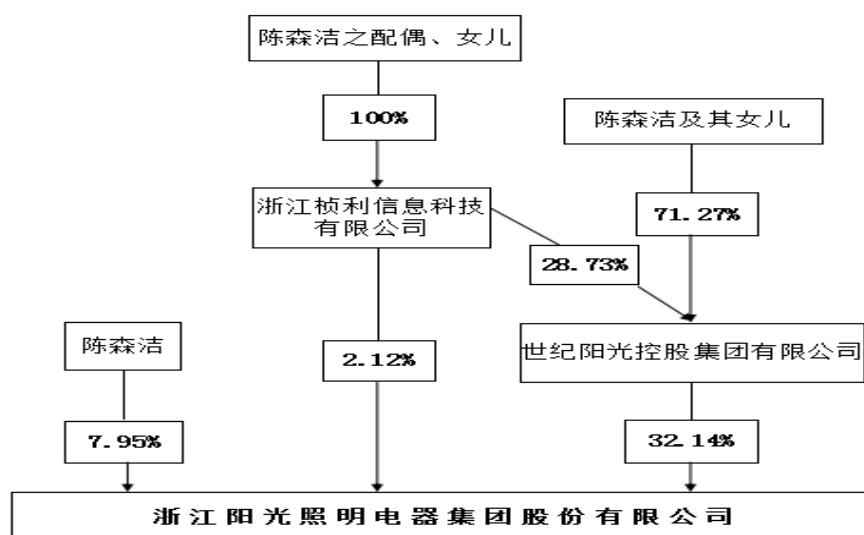 陈森洁之配偶、女儿
100%
陈森洁及其女儿
浙江桢利信息科技
有限公司
71.27%
28.73%
陈森洁
2.12%
世纪阳光控股集团有限公司
7.95%
32.14%
浙江阳光照明电器集团股份有限公司